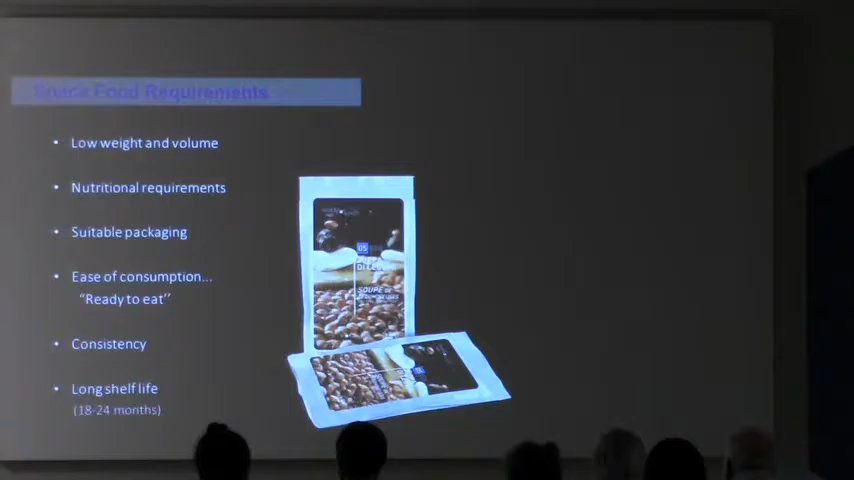 Space Food Requirements
• Low weight and volume
• Nutritional requirements
• Suitable packaging
• Ease of consumption...
“Ready to eat’’
• Consistency
• Long shelf life
(18-24 months)
05
SOUPE DE